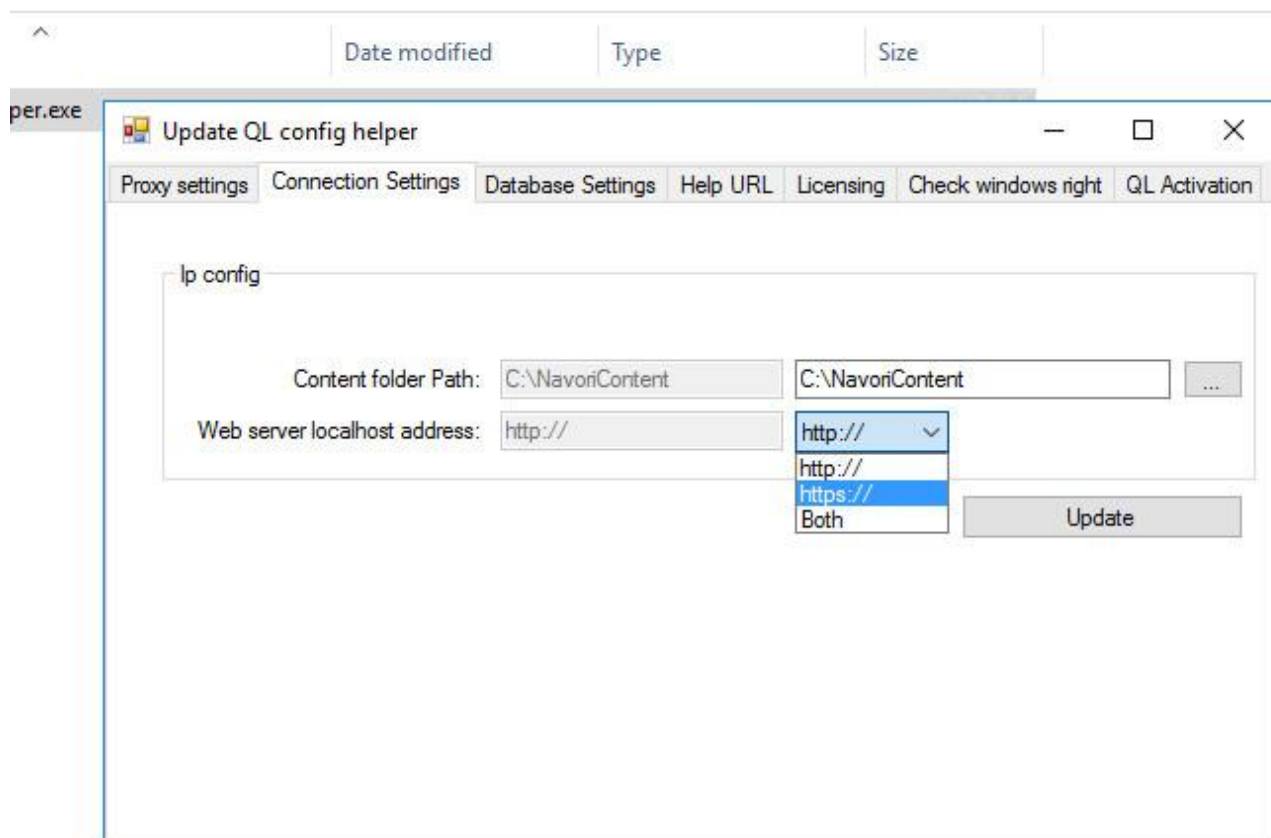 Date modified Type Size
per.exe
Update QL config helper
Proxy settings Connection Settings Database Settings Help URL Licensing Check windows right QL Activation
Ip config
Content folder Path: C:\NavoriContent C:\NavoriContent ...
Web server localhost address: http:// http://
http://
https://
Both
Update